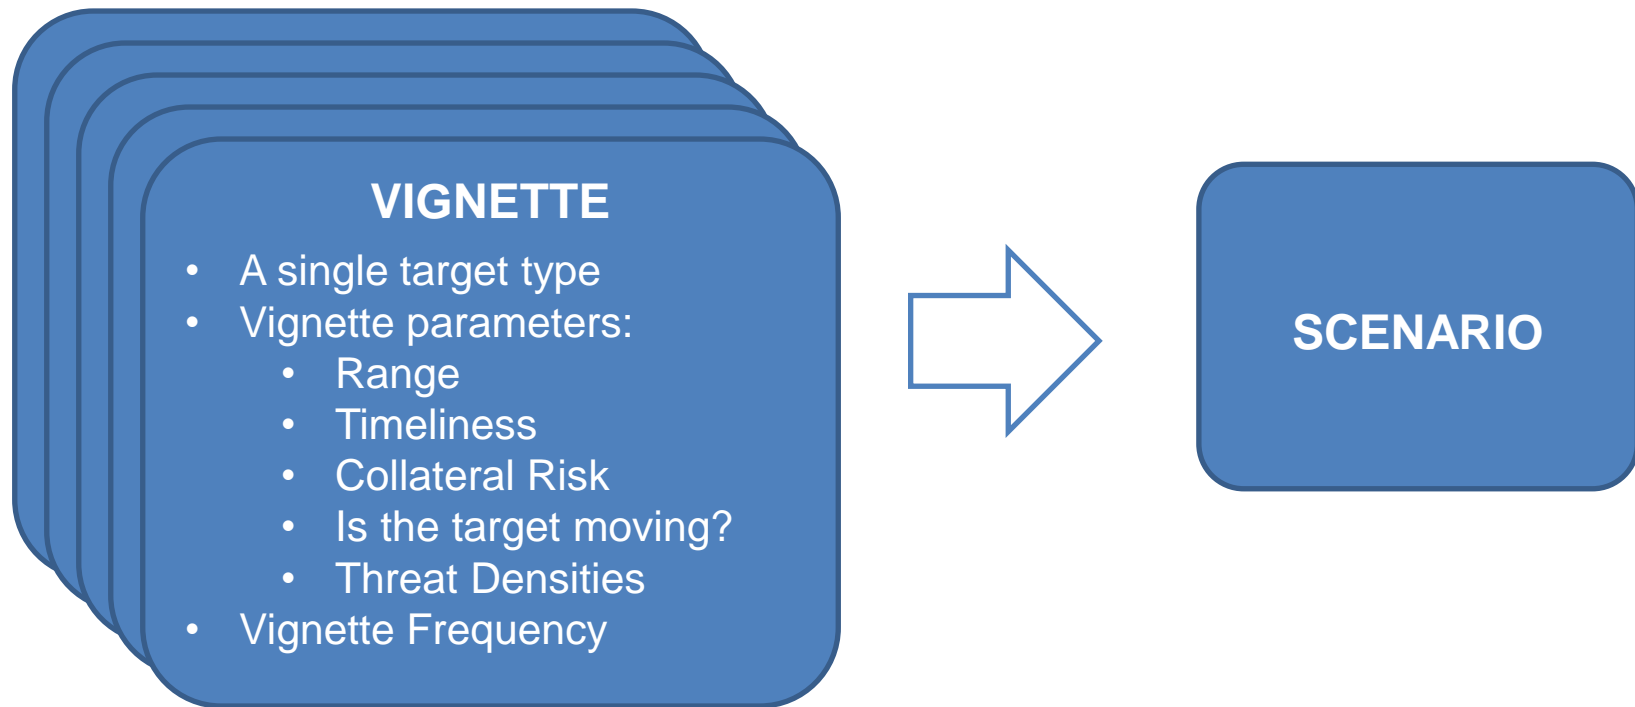 VIGNETTE
• A single target type
• Vignette parameters:
• Range
• Timeliness
• Collateral Risk
• Is the target moving?
• Threat Densities
• Vignette Frequency
SCENARIO